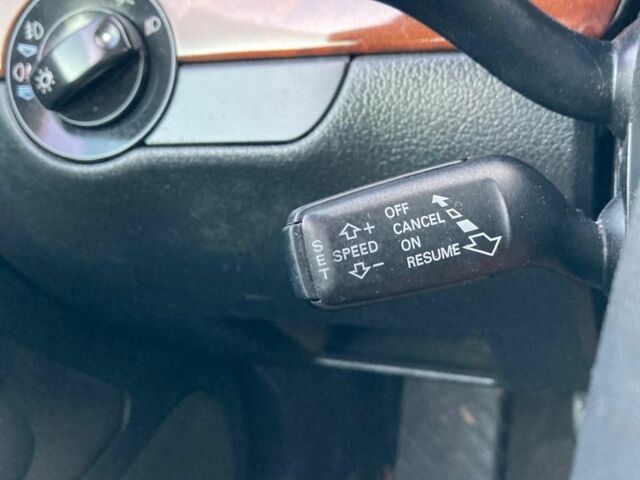 OFF
CANCEL
+
SPEED
ON
-
RESUME
SET